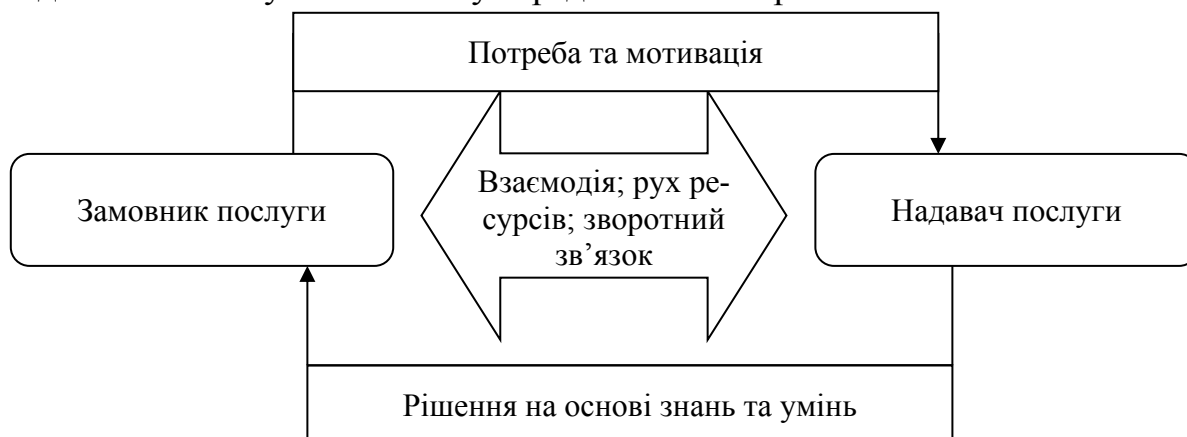 Потреба та мотивація
Замовник послуги
Взаємодія; рух ре-
сурсів; зворотний
зв’язок
Надавач послуги
Рішення на основі знань та умінь